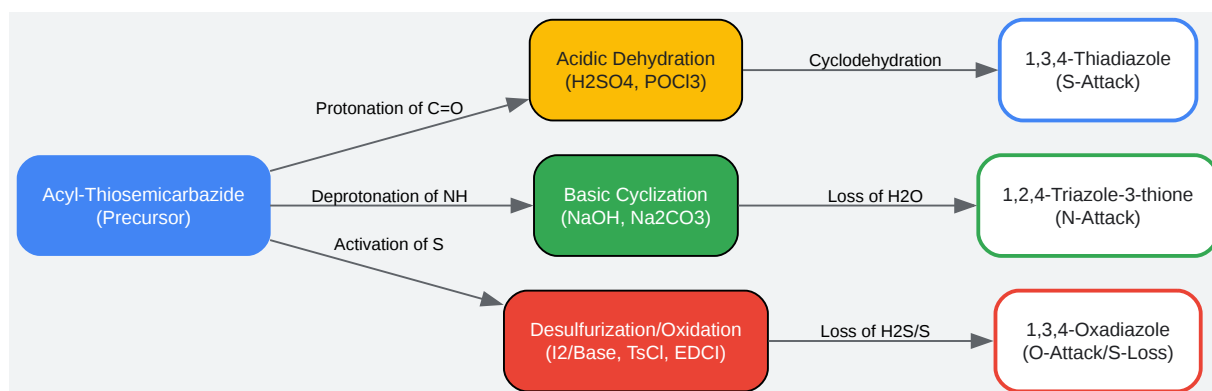 Acidic Dehydration
(H2SO4, POCl3)
Cyclodehydration
1,3,4-Thiadiazole
(S-Attack)
Protonation of C=O
Acyl-Thiosemicarbazide
(Precursor)
Deprotonation of NH
Basic Cyclization
(NaOH, Na2CO3)
Loss of H2O
1,2,4-Triazole-3-thione
(N-Attack)
Activation of S
Desulfurization/Oxidation
(I2/Base, TsCl, EDCI)
Loss of H2S/S
1,3,4-Oxadiazole
(O-Attack/S-Loss)